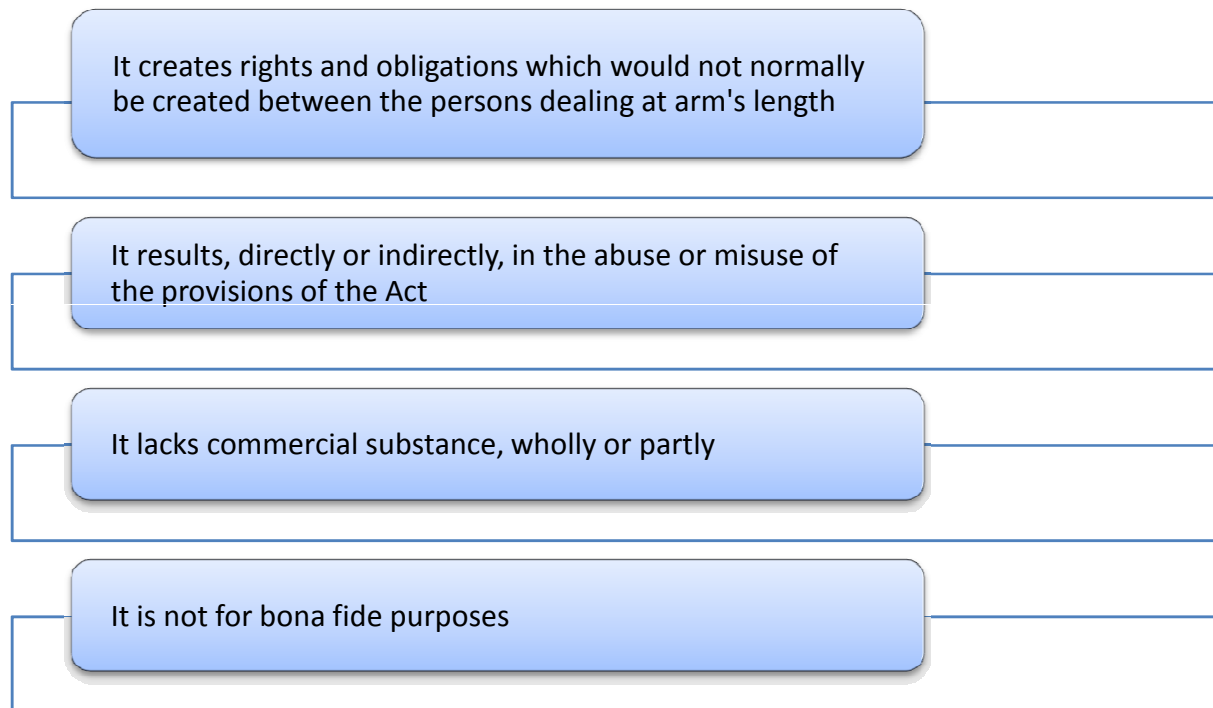 It creates rights and obligations which would not normally
be created between the persons dealing at arm's length
It results, directly or indirectly, in the abuse or misuse of
the provisions of the Act
It lacks commercial substance, wholly or partly
It is not for bona fide purposes